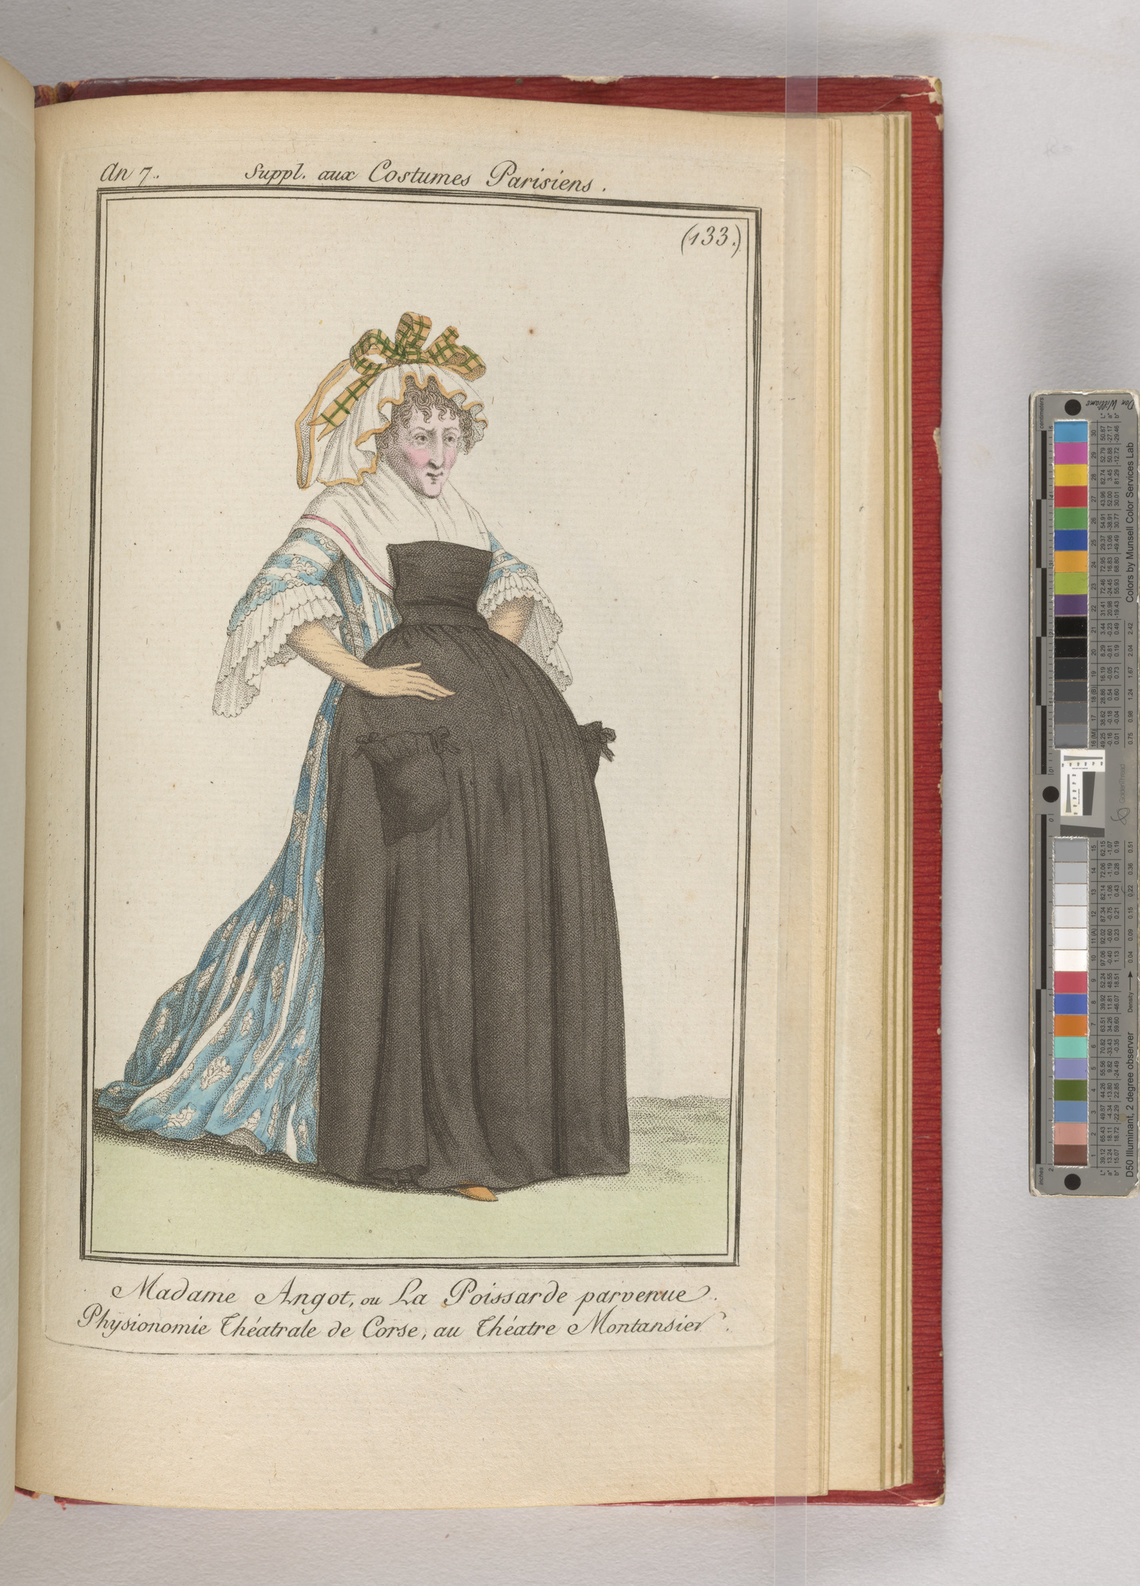 An 7. Suppl. aux Costumes Parisiens.
(133.)
Madame Angot, ou La Poissarde parvenue.
Physionomie Théatrale de Corse, au Théatre Montansier.
Colors by Munsell Color Services Lab
D50 Illuminant, 2 degree observer
Density